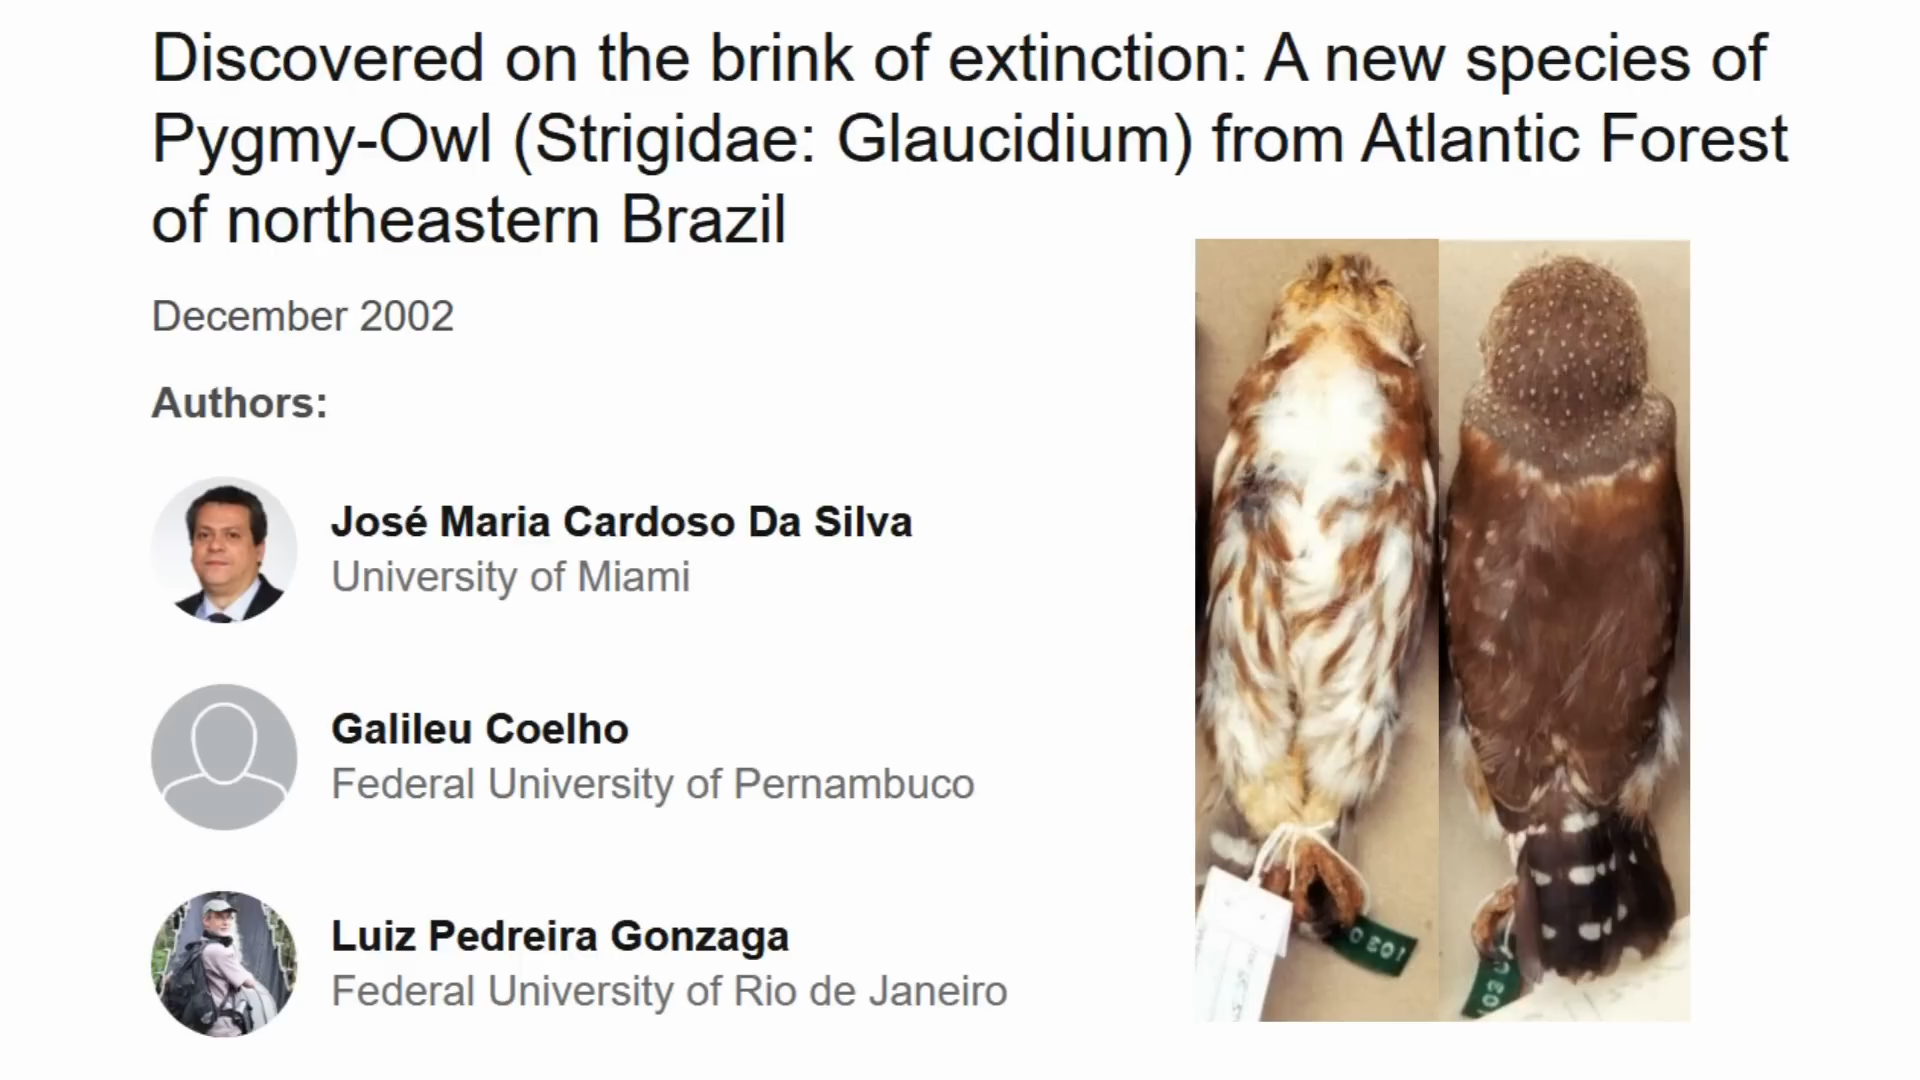 Discovered on the brink of extinction: A new species of
Pygmy-Owl (Strigidae: Glaucidium) from Atlantic Forest
of northeastern Brazil
December 2002
Authors:
José Maria Cardoso Da Silva
University of Miami
Galileu Coelho
Federal University of Pernambuco
Luiz Pedreira Gonzaga
Federal University of Rio de Janeiro